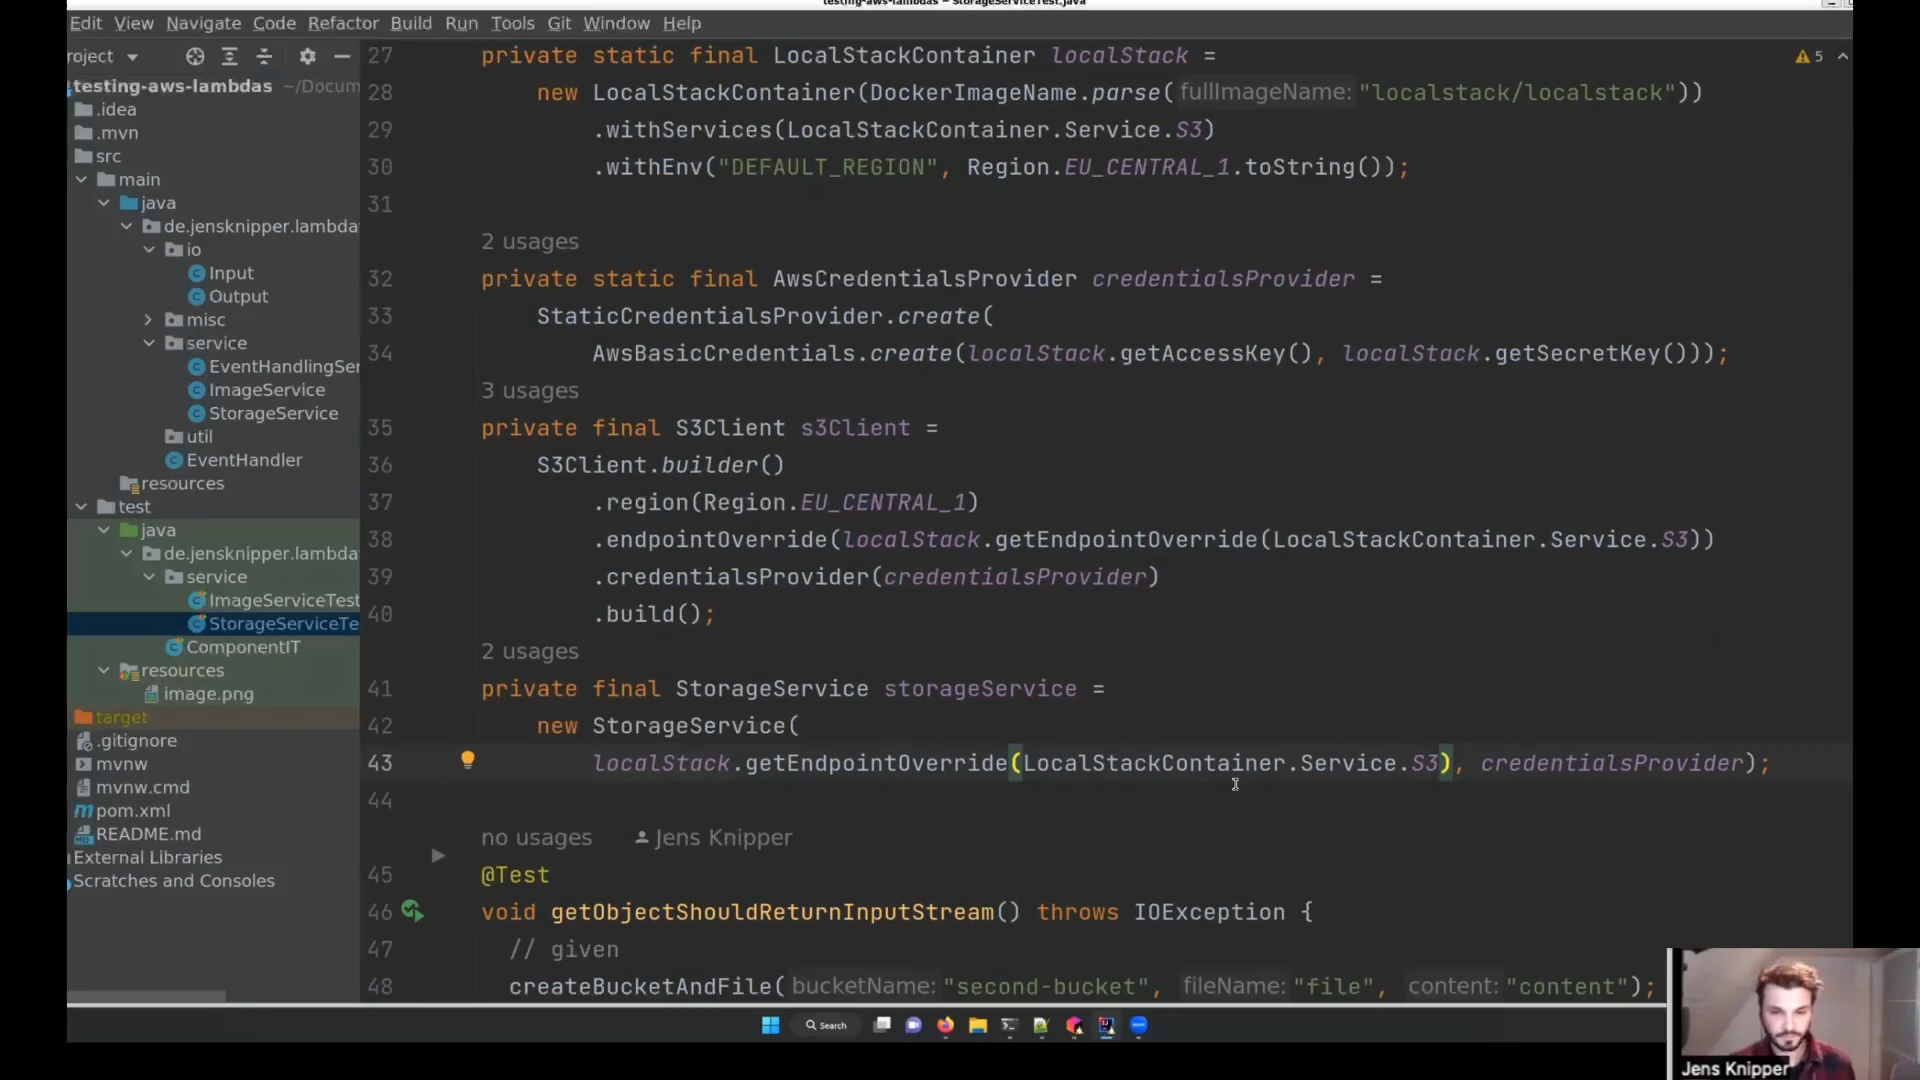 testing-aws-lambdas – StorageServiceTest.java
Edit View Navigate Code Refactor Build Run Tools Git Window Help
roject
testing-aws-lambdas ~/Docum
.idea
.mvn
src
main
java
de.jensknipper.lambda
io
Input
Output
misc
service
EventHandlingSer
ImageService
StorageService
util
EventHandler
resources
test
java
de.jensknipper.lambda
service
ImageServiceTest
StorageServiceTe
ComponentIT
resources
image.png
target
.gitignore
mvnw
mvnw.cmd
pom.xml
README.md
External Libraries
Scratches and Consoles
5
27 private static final LocalStackContainer localStack =
28 new LocalStackContainer(DockerImageName.parse( fullImageName: "localstack/localstack"))
29 .withServices(LocalStackContainer.Service.S3)
30 .withEnv("DEFAULT_REGION", Region.EU_CENTRAL_1.toString());
31
2 usages
32 private static final AwsCredentialsProvider credentialsProvider =
33 StaticCredentialsProvider.create(
34 AwsBasicCredentials.create(localStack.getAccessKey(), localStack.getSecretKey()));
3 usages
35 private final S3Client s3Client =
36 S3Client.builder()
37 .region(Region.EU_CENTRAL_1)
38 .endpointOverride(localStack.getEndpointOverride(LocalStackContainer.Service.S3))
39 .credentialsProvider(credentialsProvider)
40 .build();
2 usages
41 private final StorageService storageService =
42 new StorageService(
43 localStack.getEndpointOverride(LocalStackContainer.Service.S3), credentialsProvider);
44
no usages Jens Knipper
45 @Test
46 void getObjectShouldReturnInputStream() throws IOException {
47 // given
48 createBucketAndFile( bucketName: "second-bucket", fileName: "file", content: "content");
Search
Jens Knipper